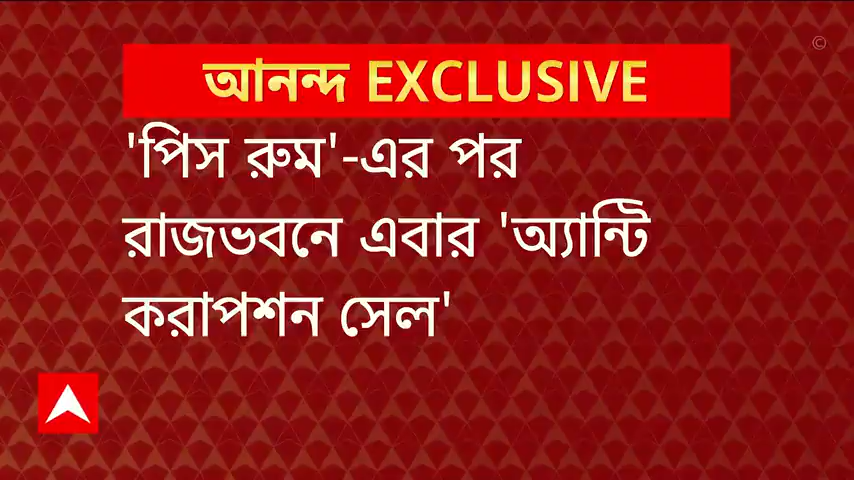 ©
আনন্দ EXCLUSIVE
'পিস রুম'-এর পর
রাজভবনে এবার 'অ্যান্টি
করাপশন সেল'